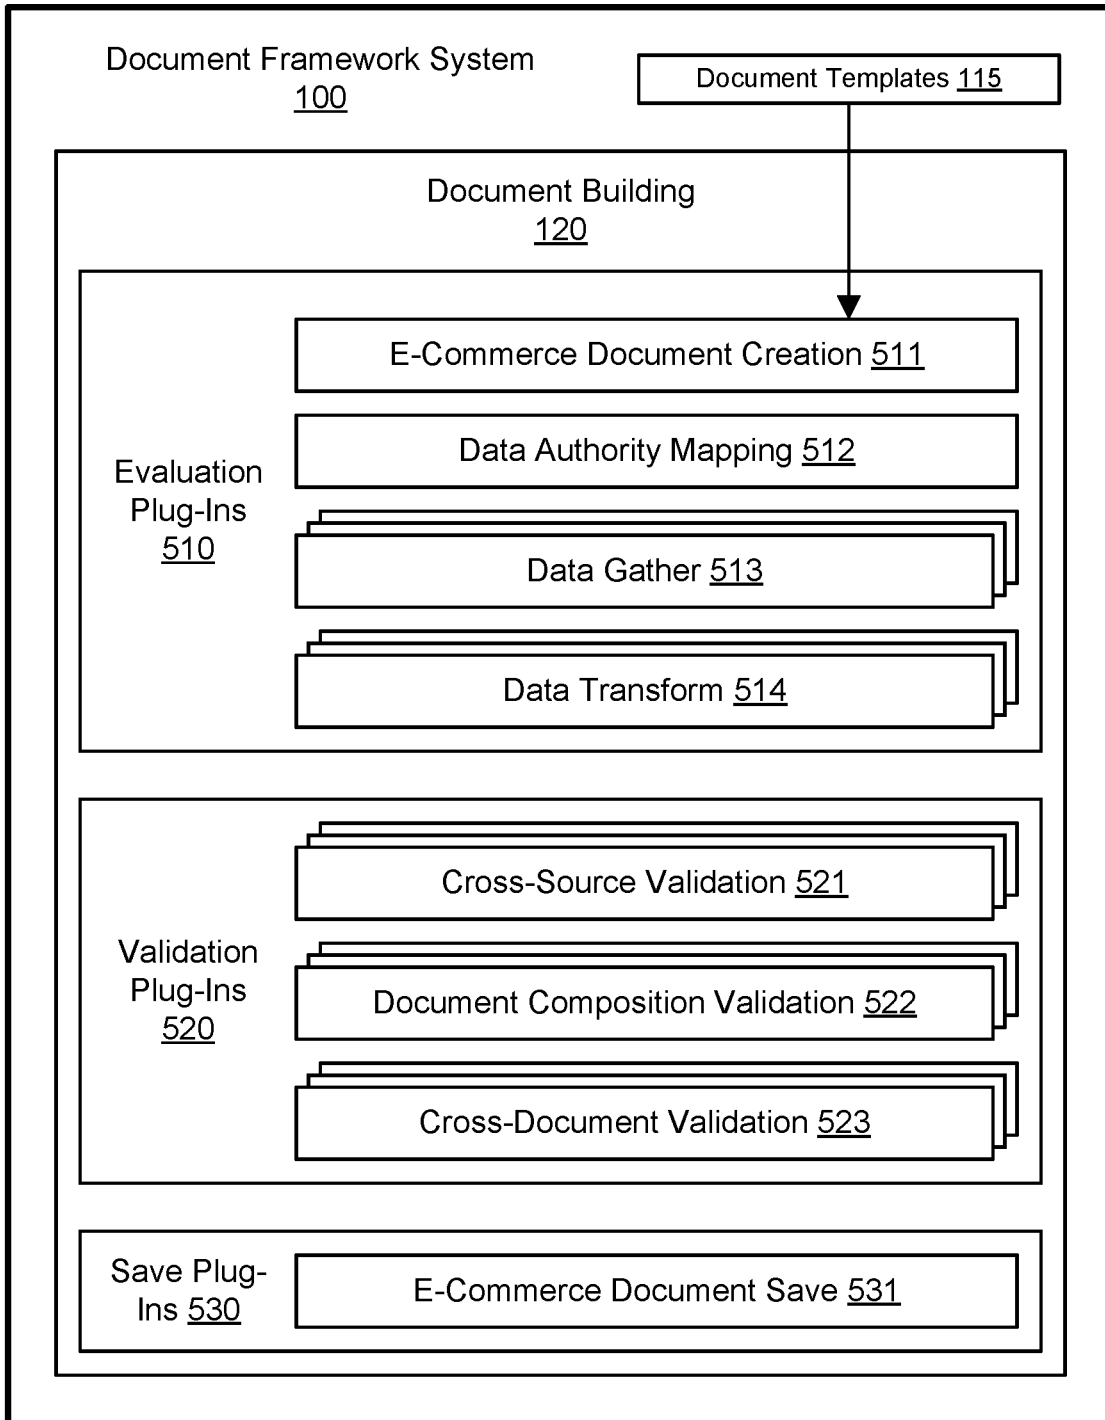 Document Framework System
100
Document Templates 115
Document Building
120
E-Commerce Document Creation 511
Data Authority Mapping 512
Evaluation
Plug-Ins
510
Data Gather 513
Data Transform 514
Cross-Source Validation 521
Validation
Plug-Ins
520
Document Composition Validation 522
Cross-Document Validation 523
Save Plug-
Ins 530
E-Commerce Document Save 531